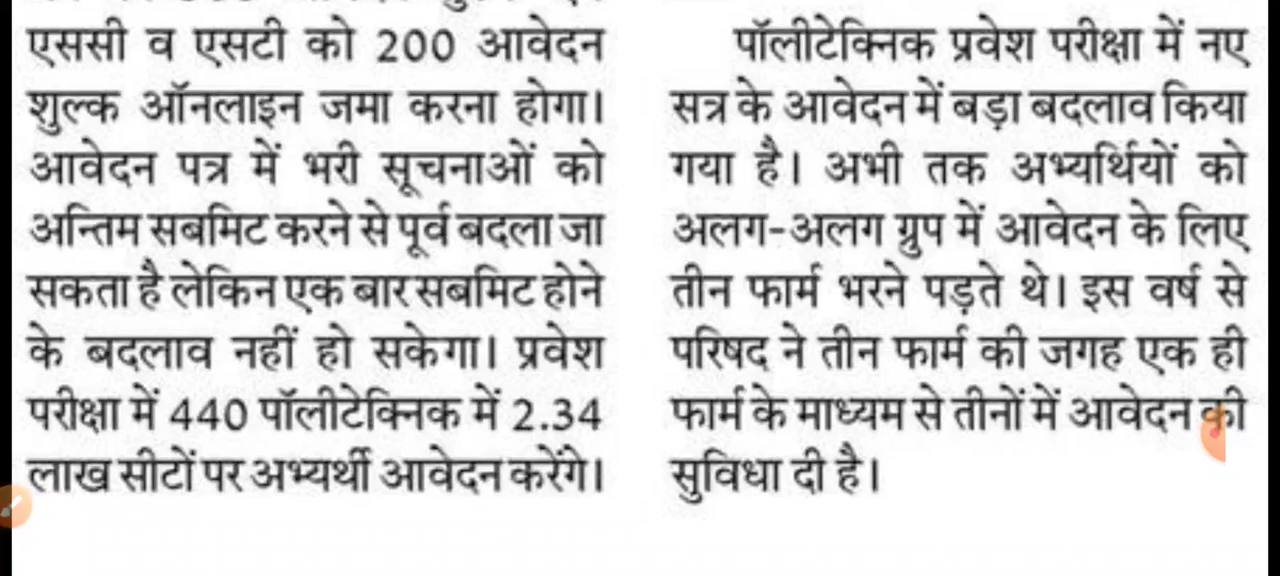 एससी व एसटी को 200 आवेदन
शुल्क ऑनलाइन जमा करना होगा।
आवेदन पत्र में भरी सूचनाओं को
अन्तिम सबमिट करने से पूर्व बदला जा
सकता है लेकिन एक बार सबमिट होने
के बदलाव नहीं हो सकेगा। प्रवेश
परीक्षा में 440 पॉलीटेक्निक में 2.34
लाख सीटों पर अभ्यर्थी आवेदन करेंगे।
पॉलीटेक्निक प्रवेश परीक्षा में नए
सत्र के आवेदन में बड़ा बदलाव किया
गया है। अभी तक अभ्यर्थियों को
अलग-अलग ग्रुप में आवेदन के लिए
तीन फार्म भरने पड़ते थे। इस वर्ष से
परिषद ने तीन फार्म की जगह एक ही
फार्म के माध्यम से तीनों में आवेदन की
सुविधा दी है।